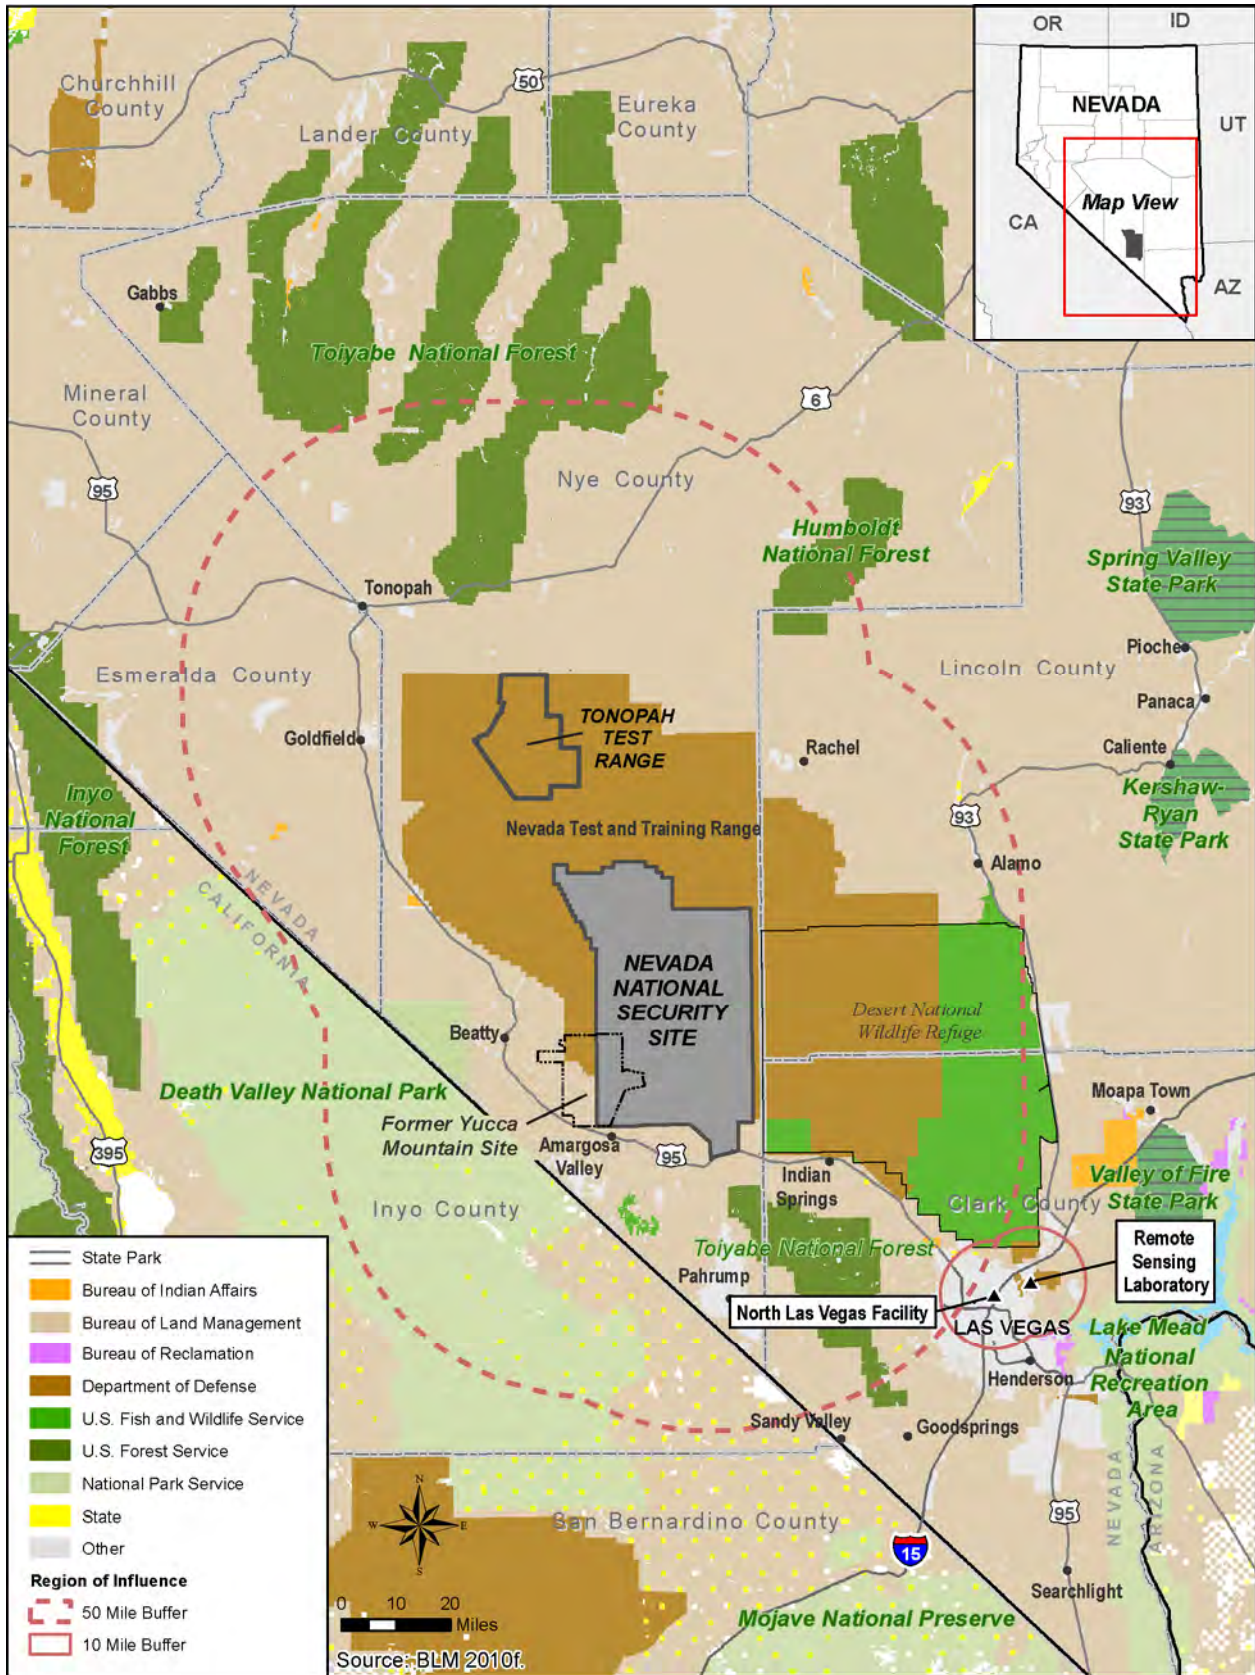 OR
ID
NEVADA
UT
Map View
CA
AZ
Churchhill
County
50
Lander County
Eureka
County
Gabbs
Toiyabe National Forest
Mineral
County
6
95
Nye County
93
Humboldt
National Forest
Spring Valley
State Park
Tonopah
Pioche
Esmeralda County
Lincoln County
Panaca
TONOPAH
TEST
RANGE
Goldfield
Rachel
Caliente
Inyo
National
Forest
Kershaw-
Ryan
State Park
Nevada Test and Training Range
93
Alamo
NEVADA
CALIFORNIA
NEVADA
NATIONAL
SECURITY
SITE
Desert National
Wildlife Refuge
Beatty
Death Valley National Park
Moapa Town
Former Yucca
Mountain Site
Amargosa
Valley
95
395
Indian
Springs
Valley of Fire
State Park
Clark County
Inyo County
Toiyabe National Forest
Remote
Sensing
Laboratory
Pahrump
North Las Vegas Facility
LAS VEGAS
Lake Mead
National
Recreation
Area
Henderson
Sandy Valley
Goodsprings
NEVADA
ARIZONA
San Bernardino County
95
15
Searchlight
Mojave National Preserve
State Park
Bureau of Indian Affairs
Bureau of Land Management
Bureau of Reclamation
Department of Defense
U.S. Fish and Wildlife Service
U.S. Forest Service
National Park Service
State
Other
Region of Influence
50 Mile Buffer
10 Mile Buffer
N
W
E
S
0 10 20
Miles
Source: BLM 2010f.